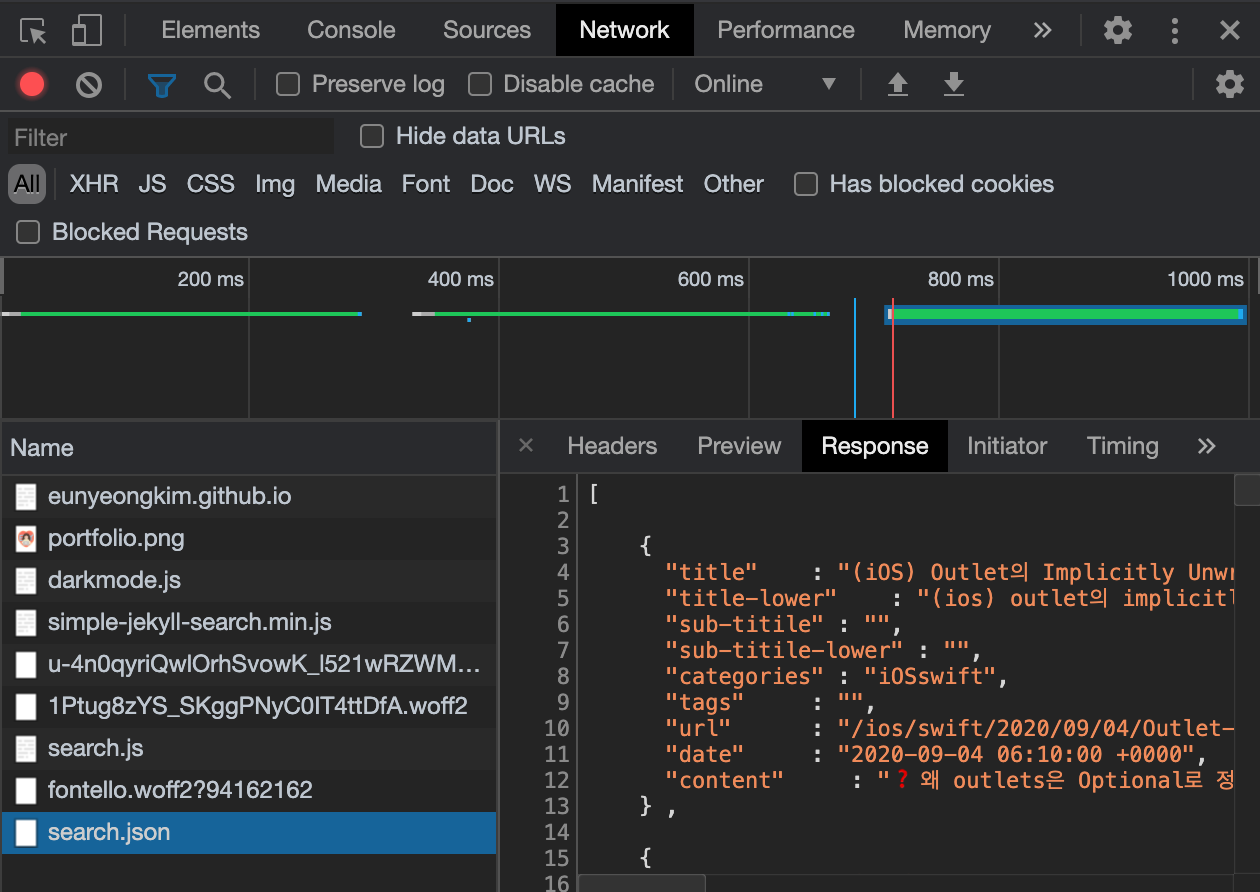 Elements Console Sources Network Performance Memory »
Preserve log Disable cache Online
Filter Hide data URLs
All XHR JS CSS Img Media Font Doc WS Manifest Other Has blocked cookies
Blocked Requests
200 ms 400 ms 600 ms 800 ms 1000 ms
Name
eunyeongkim.github.io
portfolio.png
darkmode.js
simple-jekyll-search.min.js
u-4n0qyriQwlOrhSvowK_l521wRZWM…
1Ptug8zYS_SKggPNyC0IT4ttDfA.woff2
search.js
fontello.woff2?94162162
search.json
× Headers Preview Response Initiator Timing »
1 [
2
3 {
4 "title" : "(iOS) Outlet의 Implicitly Unwr
5 "title-lower" : "(ios) outlet의 implicitl
6 "sub-titile" : "",
7 "sub-titile-lower" : "",
8 "categories" : "iOSswift",
9 "tags" : "",
10 "url" : "/ios/swift/2020/09/04/Outlet-
11 "date" : "2020-09-04 06:10:00 +0000",
12 "content" : "❓ 왜 outlets은 Optional로 정
13 } ,
14
15 {
16